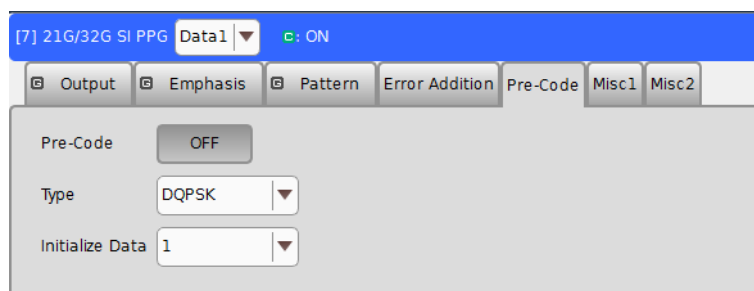 [7] 21G/32G SI PPG Data1 C: ON
G Output G Emphasis G Pattern Error Addition Pre-Code Misc1 Misc2
Pre-Code OFF
Type DQPSK
Initialize Data 1